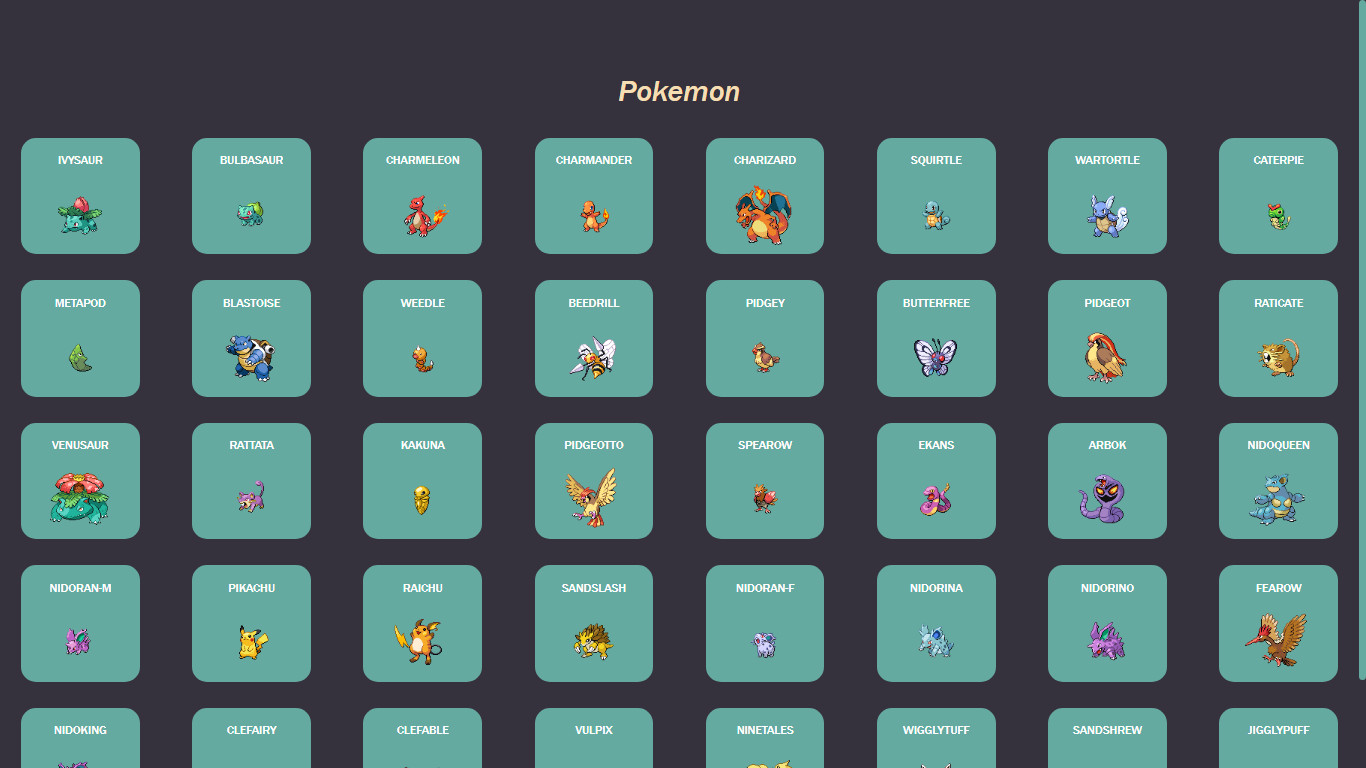 Pokemon
IVYSAUR BULBASAUR CHARMELEON CHARMANDER CHARIZARD SQUIRTLE WARTORTLE CATERPIE
METAPOD BLASTOISE WEEDLE BEEDRILL PIDGEY BUTTERFREE PIDGEOT RATICATE
VENUSAUR RATTATA KAKUNA PIDGEOTTO SPEAROW EKANS ARBOK NIDOQUEEN
NIDORAN-M PIKACHU RAICHU SANDSLASH NIDORAN-F NIDORINA NIDORINO FEAROW
NIDOKING CLEFAIRY CLEFABLE VULPIX NINETALES WIGGLYTUFF SANDSHREW JIGGLYPUFF